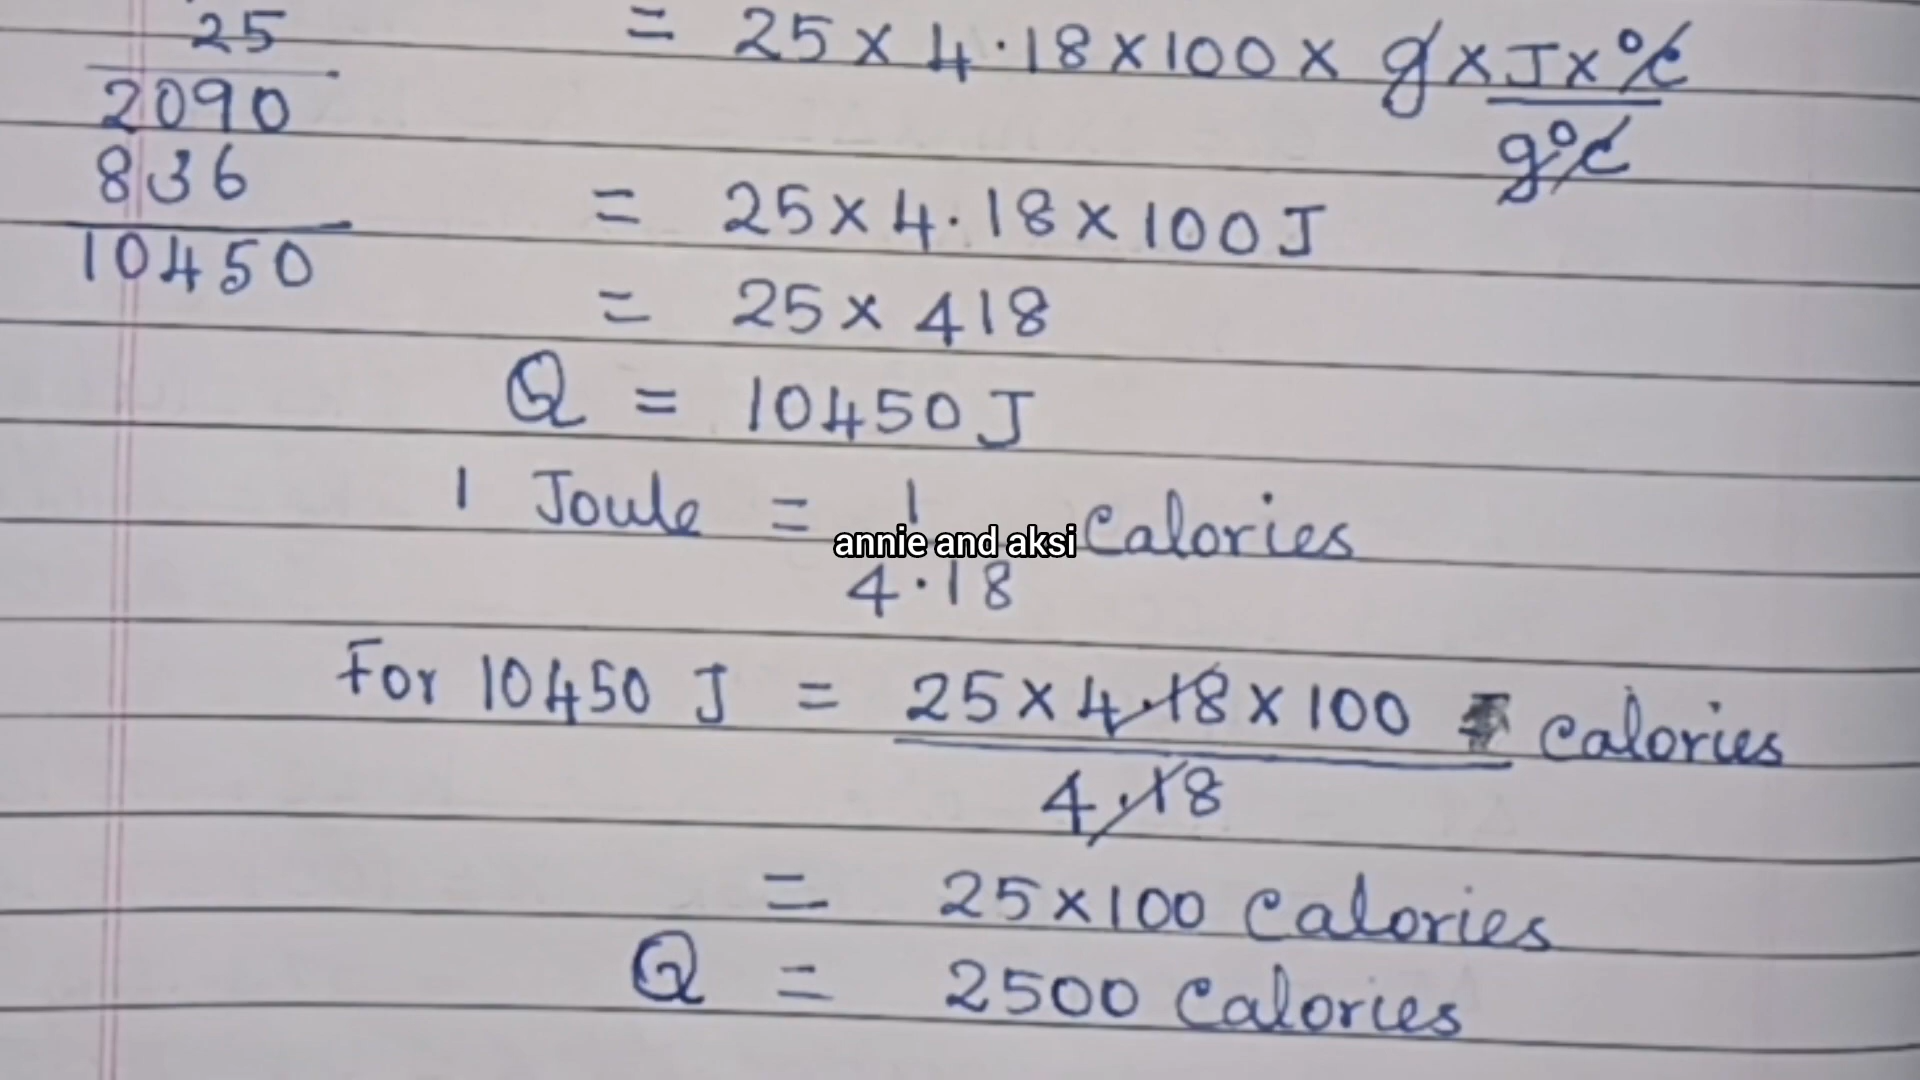 25
2090
836
10450
= 25 × 4.18 × 100 × g × J × °C
g°C
= 25 × 4.18 × 100 J
= 25 × 418
Q = 10450 J
1 Joule = 1 Calories
annie and aksi
4.18
For 10450 J = 25 × 4.18 × 100 Calories
4.18
= 25 × 100 Calories
Q = 2500 Calories